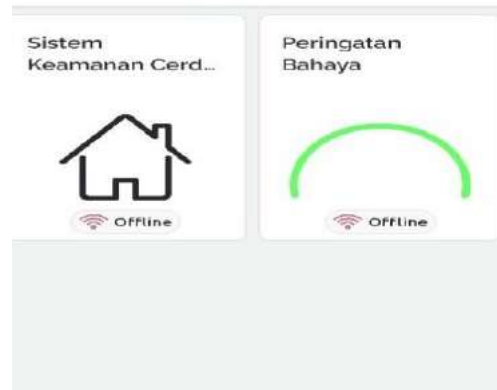 Sistem
Keamanan Cerd...
Offline
Peringatan
Bahaya
Offline